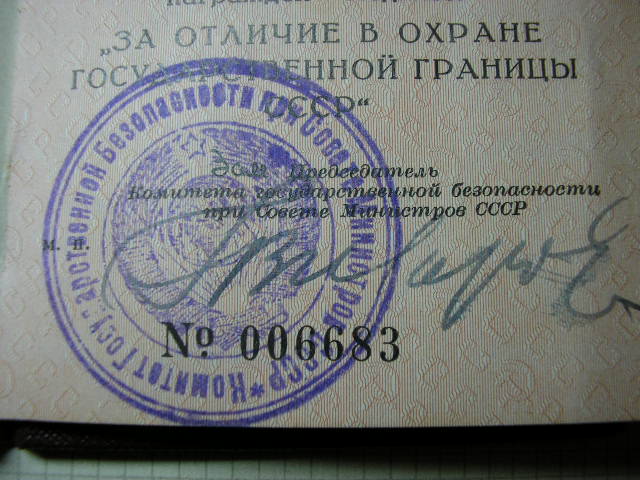 награжден
„ЗА ОТЛИЧИЕ В ОХРАНЕ
ГОСУДАРСТВЕННОЙ ГРАНИЦЫ
СССР“
Зам Председатель
Комитета государственной безопасности
при Совете Министров СССР
М. П.
№ 006683
Комитет Государственной Безопасности при Совете Министров СССР